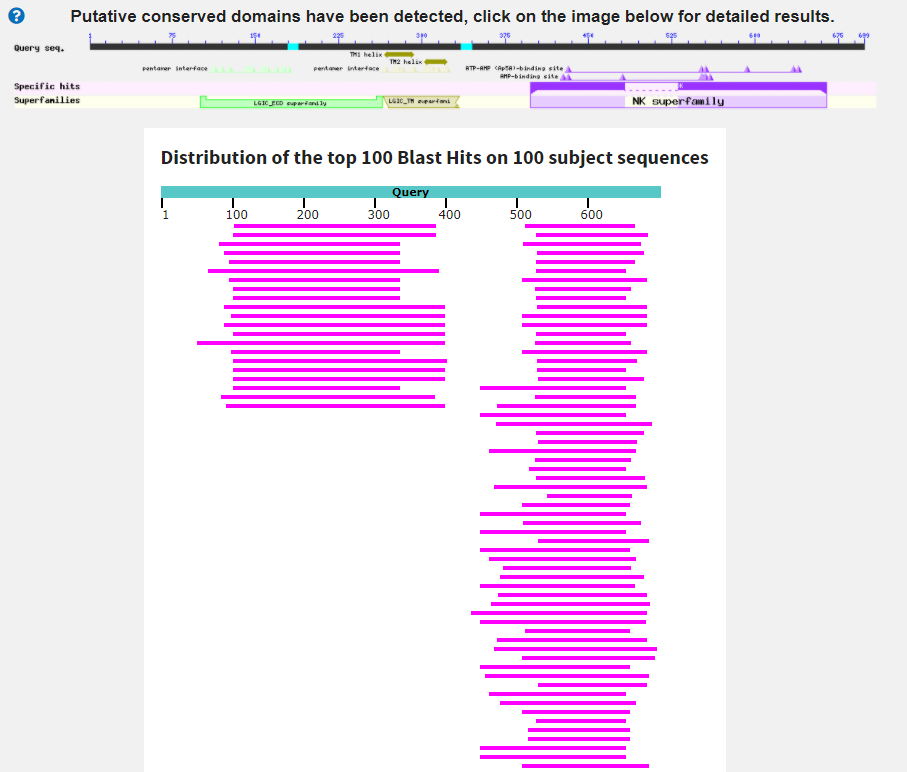 ? Putative conserved domains have been detected, click on the image below for detailed results.
1 75 150 225 300 375 450 525 600 675 699
Query seq.
TM1 helix
TM2 helix
pentamer interface pentamer interface ATP-AMP (Ap5A)-binding site
AMP-binding site
Specific hits
Superfamilies LGIC_ECD superfamily LGIC_TM superfami NK superfamily
Distribution of the top 100 Blast Hits on 100 subject sequences
Query
1 100 200 300 400 500 600